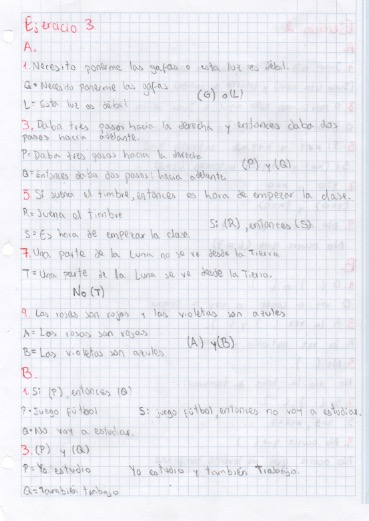 Ejercicio 3
A.
1. Necesito ponerme las gafas o esta luz es débil.
G = Necesito ponerme las gafas
(G) o (L)
L = Esta luz es débil
3. Daba tres pasos hacia la derecha y entonces daba dos
pasos hacia adelante.
P = Daba tres pasos hacia la derecha
(P) y (Q)
Q = Entonces daba dos pasos hacia adelante
5 Si suena el timbre, entonces es hora de empezar la clase.
R = Suena el timbre
Si (R), entonces (S)
S = Es hora de empezar la clase.
7. Una parte de la Luna no se ve desde la Tierra
T = Una parte de la Luna se ve desde la Tierra.
No (T)
9. Las rosas son rojas y las violetas son azules
A = Las rosas son rojas
(A) y (B)
B = Las violetas son azules
B.
1. Si (P), entonces (Q)
P = Juego fútbol
Si juego fútbol, entonces no voy a estudiar.
Q = No voy a estudiar
3. (P) y (Q)
P = Yo estudio
Yo estudio y también trabajo.
Q = También trabajo